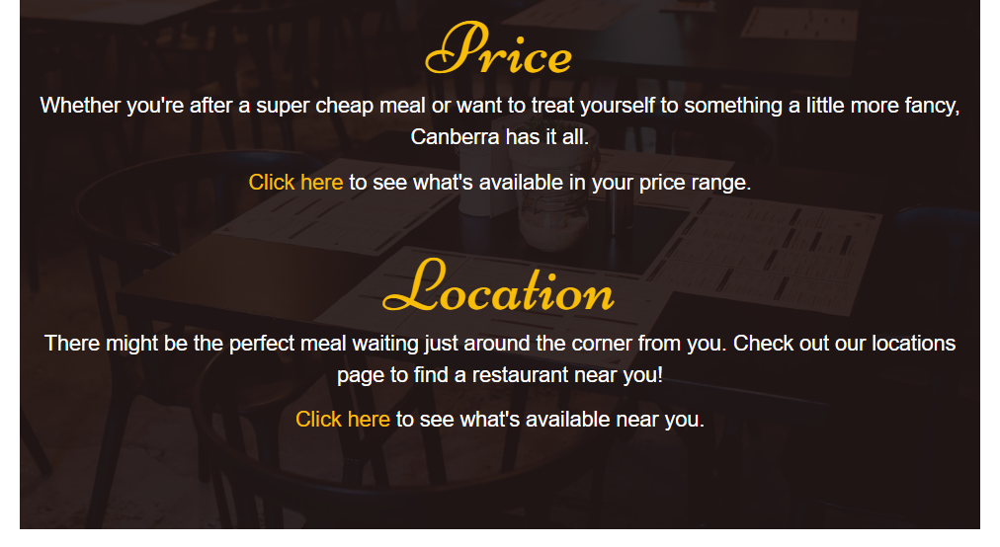 Price
Whether you're after a super cheap meal or want to treat yourself to something a little more fancy,
Canberra has it all.
Click here to see what's available in your price range.
Location
There might be the perfect meal waiting just around the corner from you. Check out our locations
page to find a restaurant near you!
Click here to see what's available near you.